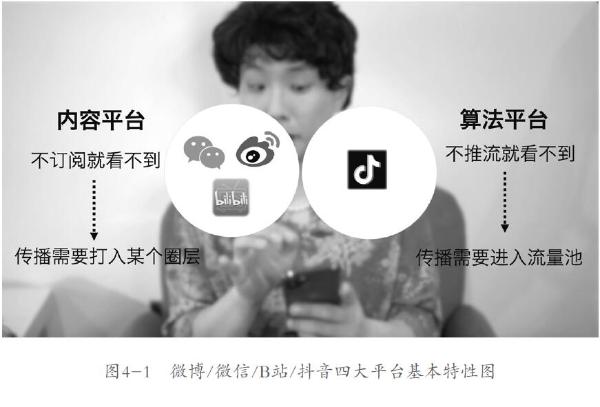 内容平台
不订阅就看不到
传播需要打入某个圈层
bilibili
算法平台
不推流就看不到
传播需要进入流量池
图4-1 微博/微信/B站/抖音四大平台基本特性图